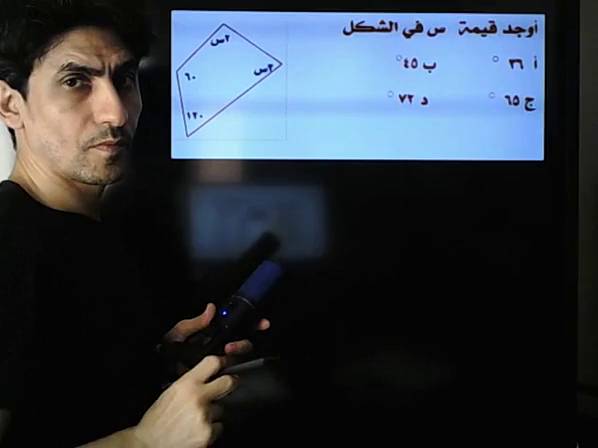 أوجد قيمة س في الشكل
أ ٣٦° ب ٤٥°
ج ٦٥° د ٧٢°
٢س
٦٠
٣س
١٢٠